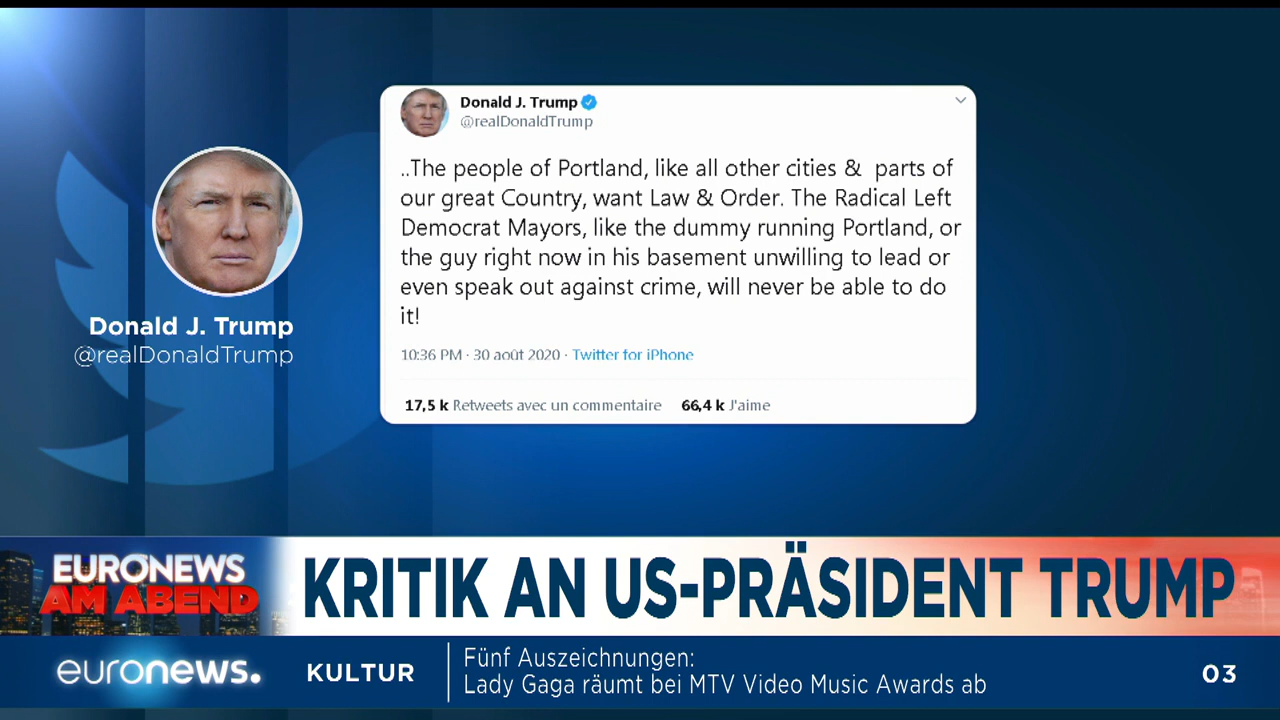 Donald J. Trump
@realDonaldTrump
..The people of Portland, like all other cities & parts of
our great Country, want Law & Order. The Radical Left
Democrat Mayors, like the dummy running Portland, or
the guy right now in his basement unwilling to lead or
even speak out against crime, will never be able to do
it!
10:36 PM · 30 août 2020 · Twitter for iPhone
17,5 k Retweets avec un commentaire 66,4 k J'aime
Donald J. Trump
@realDonaldTrump
EURONEWS
AM ABEND
KRITIK AN US-PRÄSIDENT TRUMP
euronews.
KULTUR
Fünf Auszeichnungen:
Lady Gaga räumt bei MTV Video Music Awards ab
03